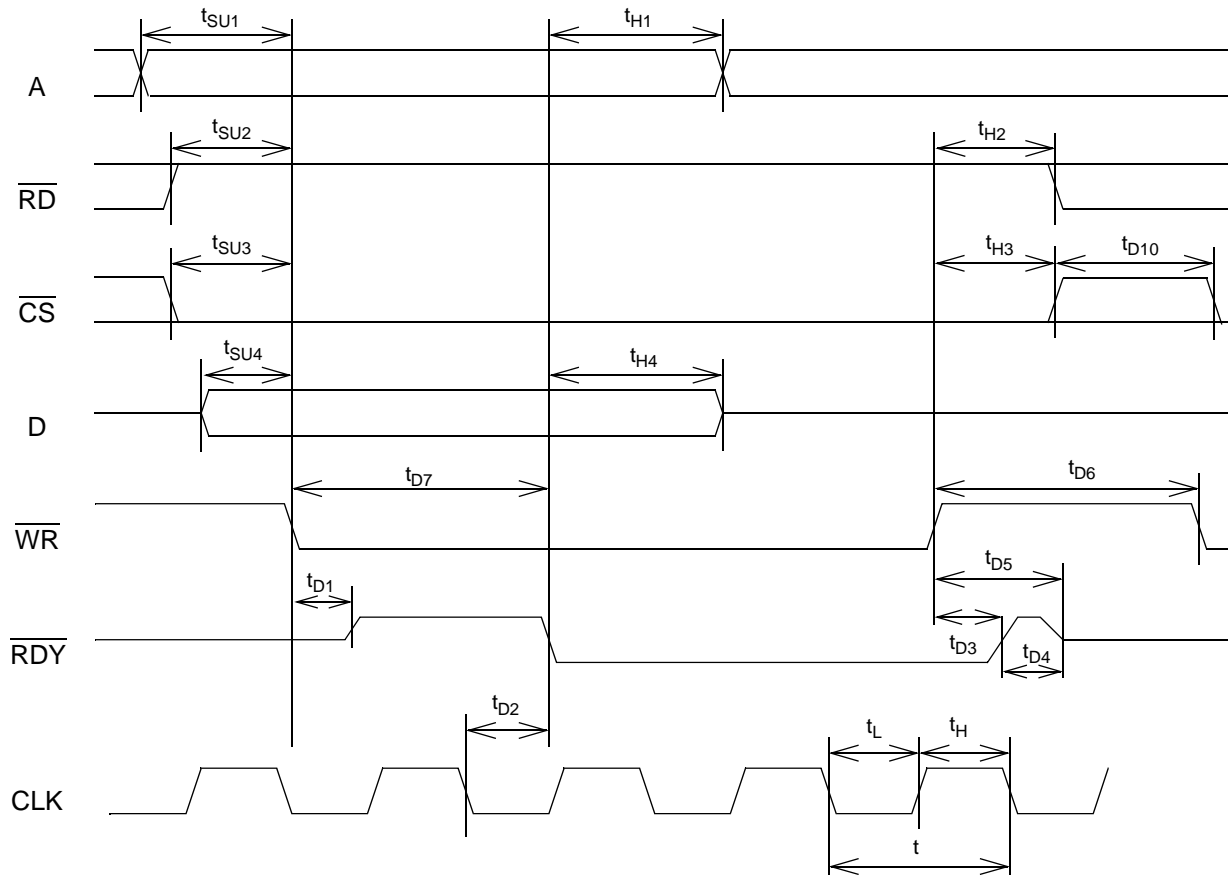 tSU1 tH1
A
tSU2 tH2
RD
tSU3 tH3 tD10
CS
tSU4 tH4
D
tD7 tD6
WR
tD1 tD5
RDY
tD3 tD4
tD2 tL tH
CLK
t